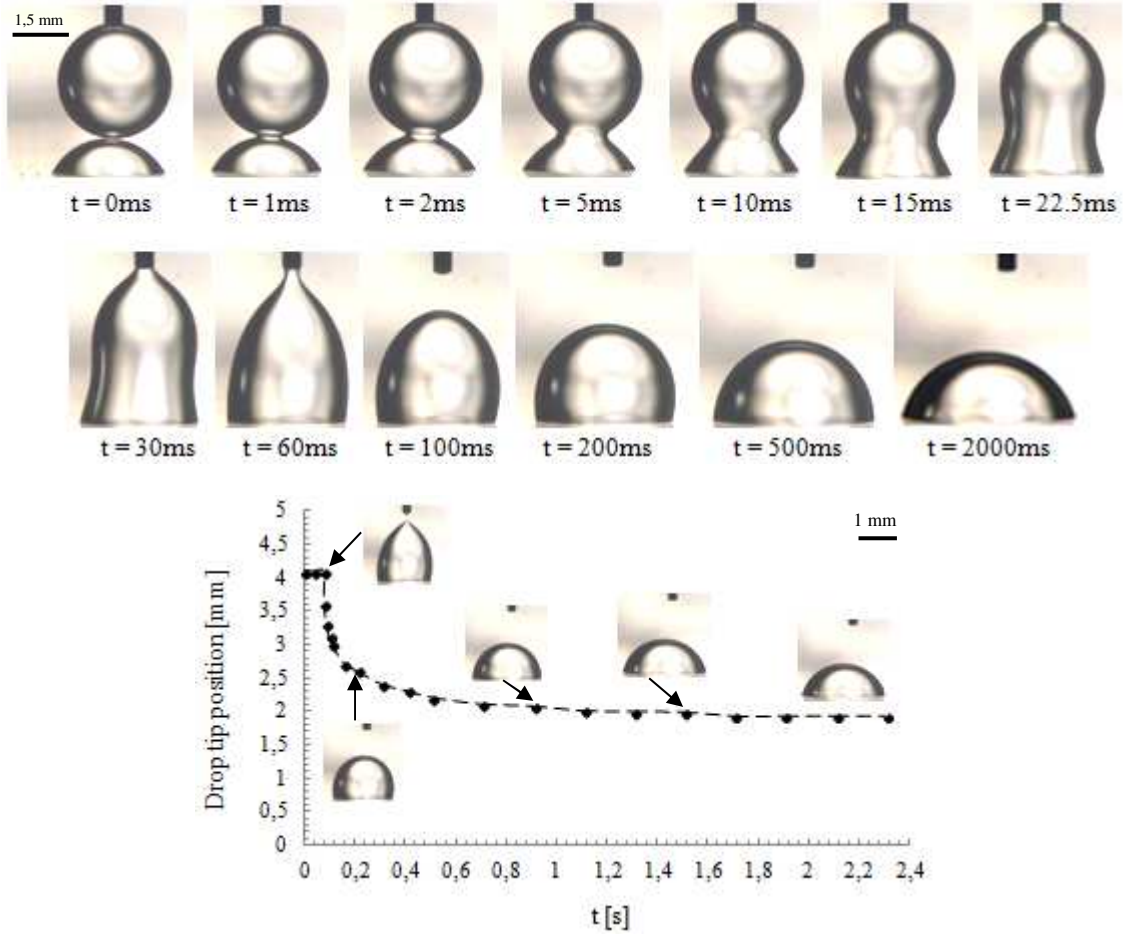 1,5 mm
t = 0ms
t = 1ms
t = 2ms
t = 5ms
t = 10ms
t = 15ms
t = 22.5ms
t = 30ms
t = 60ms
t = 100ms
t = 200ms
t = 500ms
t = 2000ms
1 mm
Drop tip position [mm]
5
4,5
4
3,5
3
2,5
2
1,5
1
0,5
0
0 0,2 0,4 0,6 0,8 1 1,2 1,4 1,6 1,8 2 2,2 2,4
t [s]